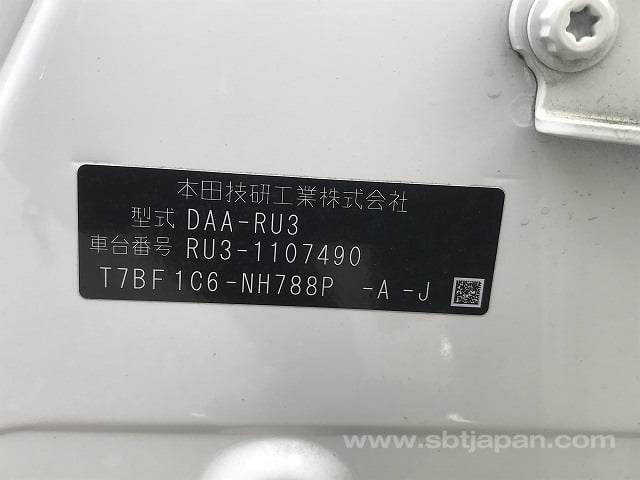 本田技研工業株式会社
型式 DAA-RU3
車台番号 RU3-1107490
T7BF1C6-NH788P -A-J
www.sbtjapan.com